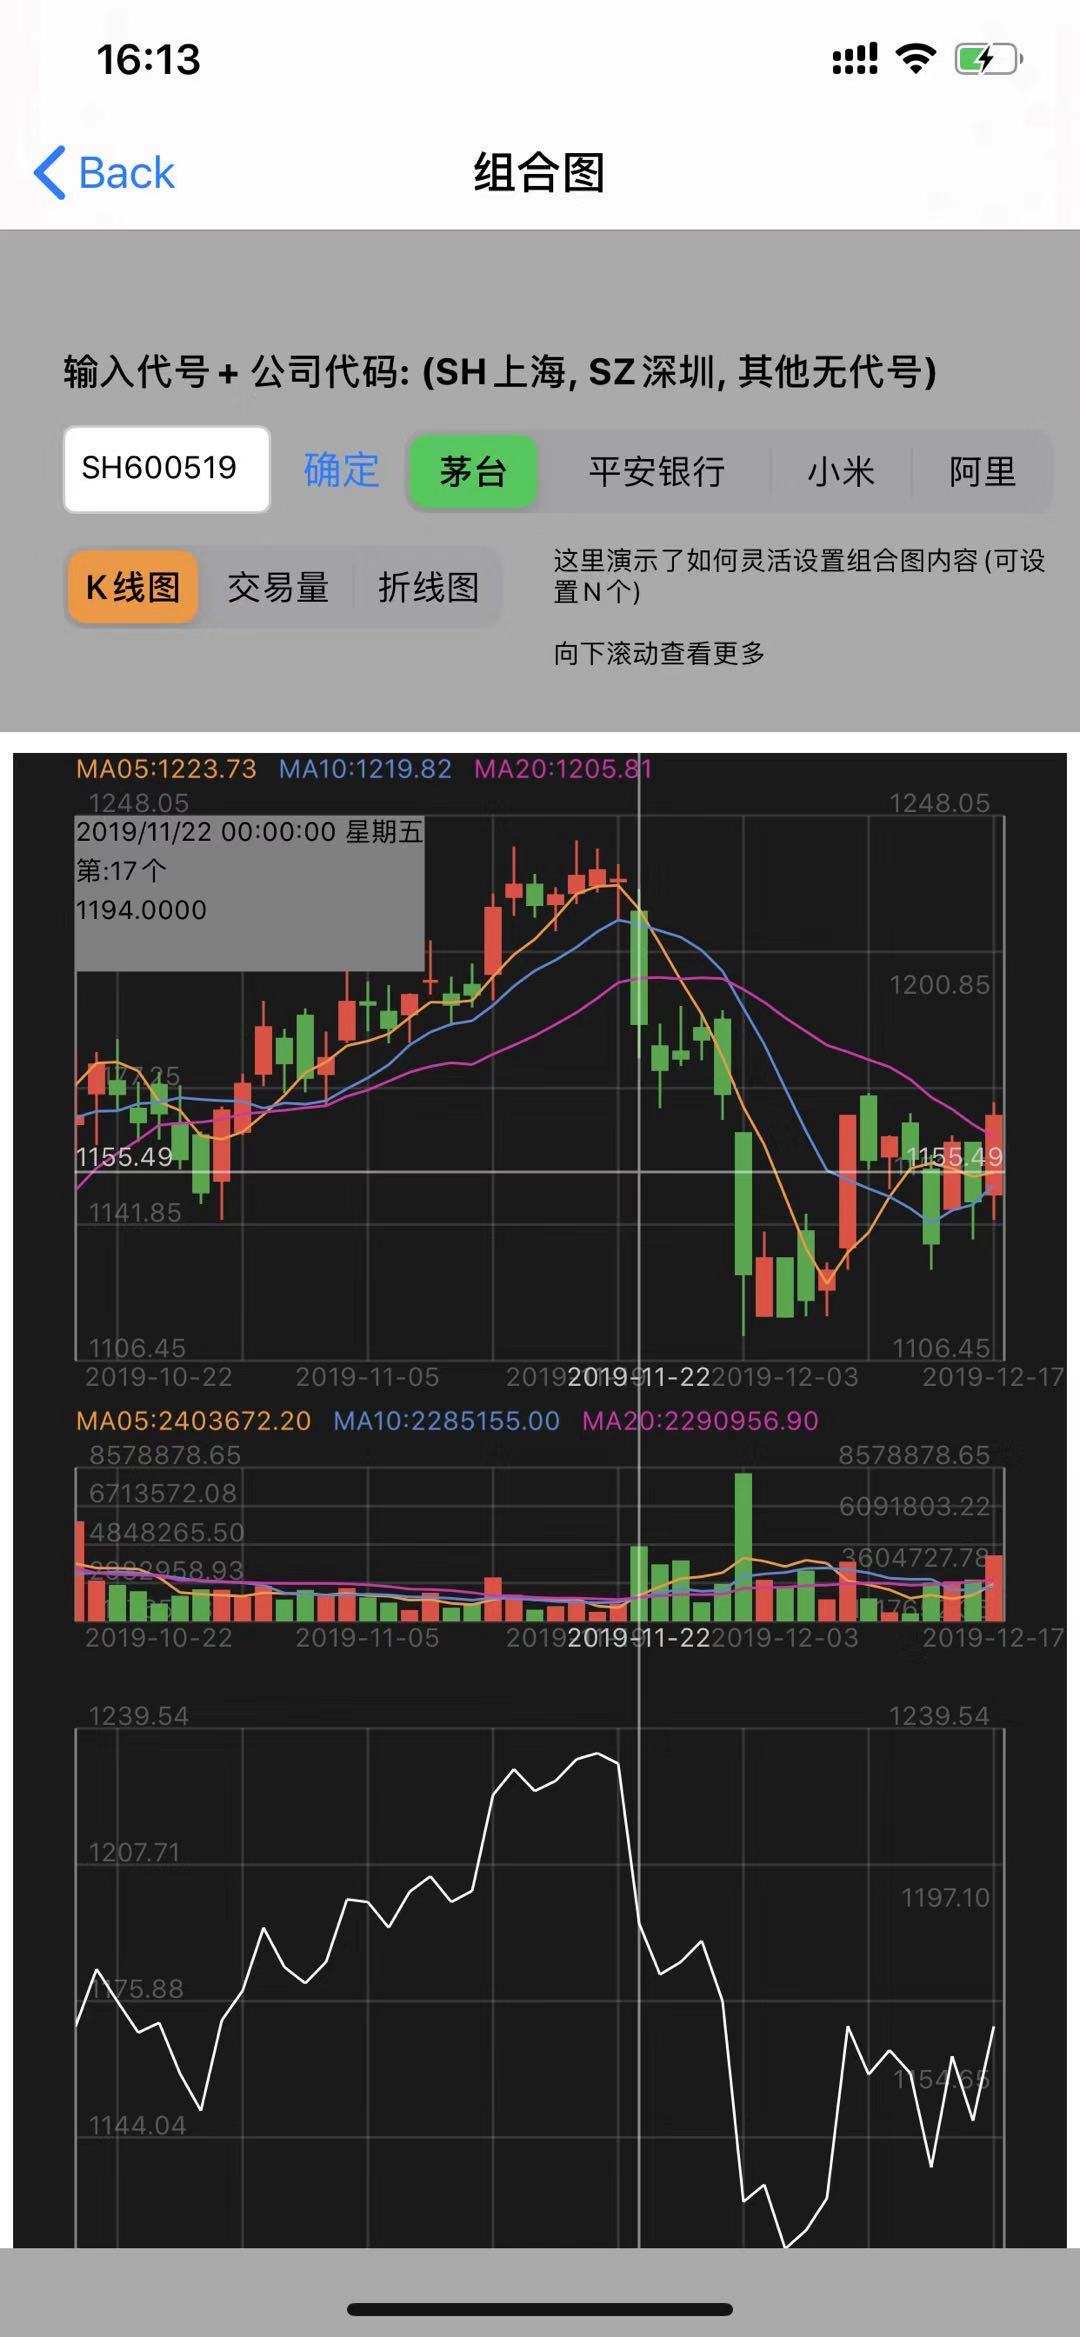 16:13
Back
组合图
输入代号+ 公司代码: (SH上海, SZ深圳, 其他无代号)
SH600519
确定
茅台
平安银行
小米
阿里
K线图
交易量
折线图
这里演示了如何灵活设置组合图内容(可设
置N个)
向下滚动查看更多
MA05:1223.73 MA10:1219.82 MA20:1205.81
1248.05
1248.05
2019/11/22 00:00:00 星期五
第:17个
1194.0000
1200.85
1155.49
1155.49
1141.85
1106.45
1106.45
2019-10-22
2019-11-05
2019-11-22
2019-12-03
2019-12-17
MA05:2403672.20 MA10:2285155.00 MA20:2290956.90
8578878.65
8578878.65
6713572.08
6091803.22
4848265.50
3604727.78
2982958.93
2019-10-22
2019-11-05
2019-11-22
2019-12-03
2019-12-17
1239.54
1239.54
1207.71
1197.10
1175.88
1154.65
1144.04